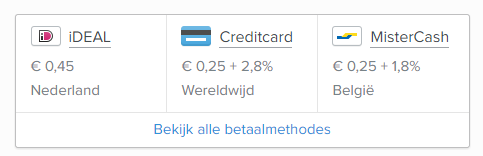 iDEAL Creditcard MisterCash
€ 0,45 € 0,25 + 2,8% € 0,25 + 1,8%
Nederland Wereldwijd België
Bekijk alle betaalmethodes